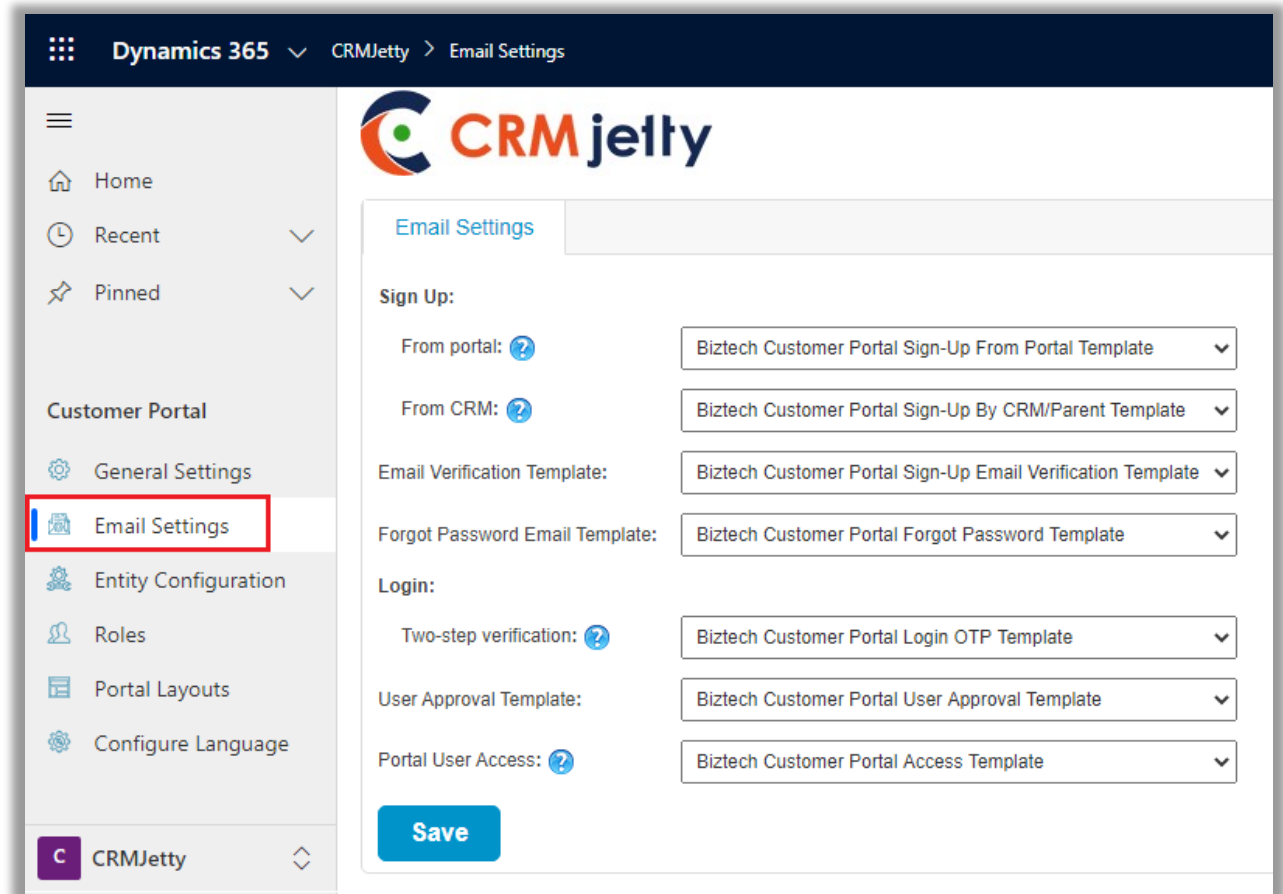 Dynamics 365 CRMJetty > Email Settings
CRMjetty
Home
Recent
Pinned
Customer Portal
General Settings
Email Settings
Entity Configuration
Roles
Portal Layouts
Configure Language
C CRMJetty
Email Settings
Sign Up:
From portal: ? Biztech Customer Portal Sign-Up From Portal Template
From CRM: ? Biztech Customer Portal Sign-Up By CRM/Parent Template
Email Verification Template: Biztech Customer Portal Sign-Up Email Verification Template
Forgot Password Email Template: Biztech Customer Portal Forgot Password Template
Login:
Two-step verification: ? Biztech Customer Portal Login OTP Template
User Approval Template: Biztech Customer Portal User Approval Template
Portal User Access: ? Biztech Customer Portal Access Template
Save